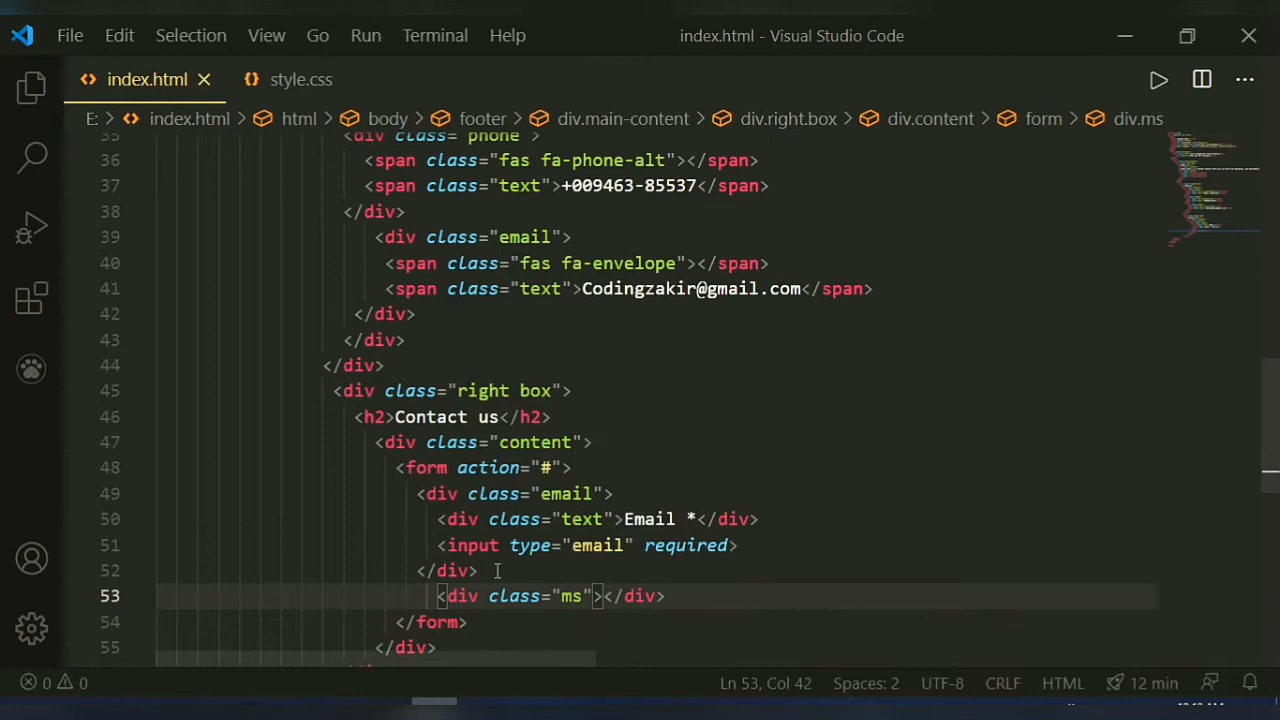 File Edit Selection View Go Run Terminal Help index.html - Visual Studio Code
index.html style.css
E: > index.html > html > body > footer > div.main-content > div.right.box > div.content > form > div.ms
35 <div class="phone">
36 <span class="fas fa-phone-alt"></span>
37 <span class="text">+009463-85537</span>
38 </div>
39 <div class="email">
40 <span class="fas fa-envelope"></span>
41 <span class="text">Codingzakir@gmail.com</span>
42 </div>
43 </div>
44 </div>
45 <div class="right box">
46 <h2>Contact us</h2>
47 <div class="content">
48 <form action="#">
49 <div class="email">
50 <div class="text">Email *</div>
51 <input type="email" required>
52 </div>
53 <div class="ms"></div>
54 </form>
55 </div>
0 0 Ln 53, Col 42 Spaces: 2 UTF-8 CRLF HTML 12 min